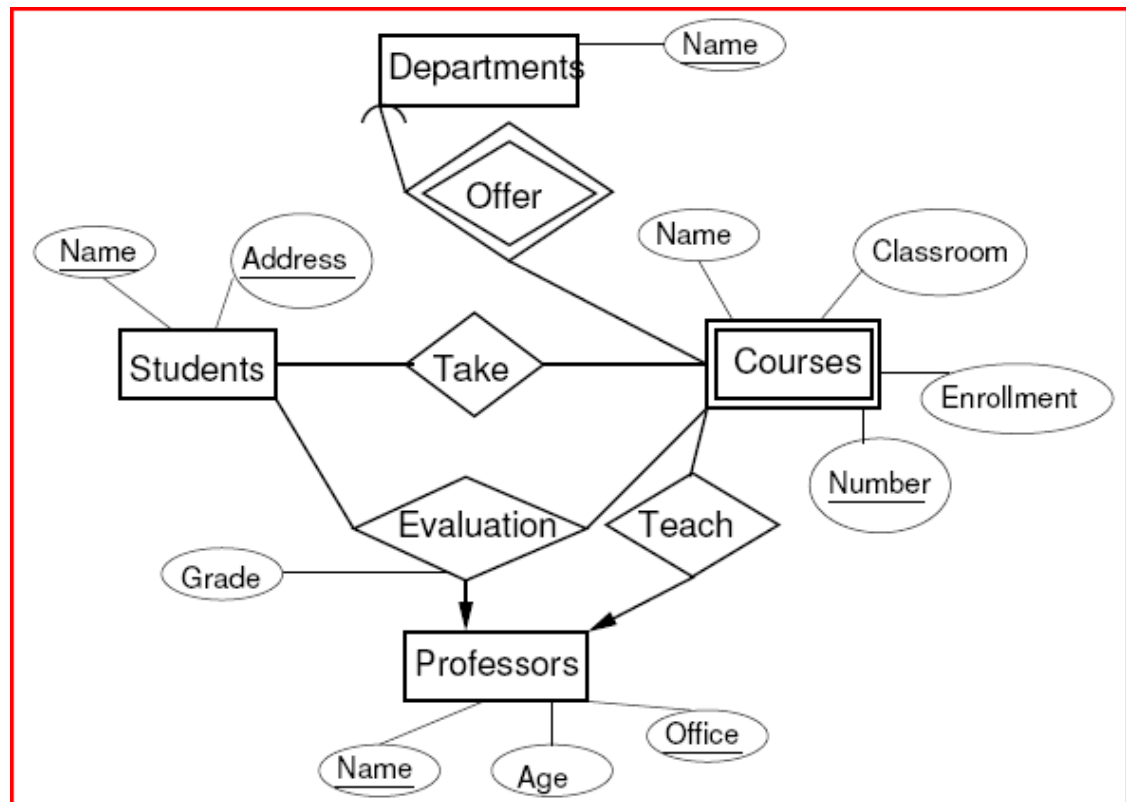 Departments
Name
Offer
Name
Address
Name
Classroom
Students
Take
Courses
Enrollment
Number
Evaluation
Teach
Grade
Professors
Name
Age
Office